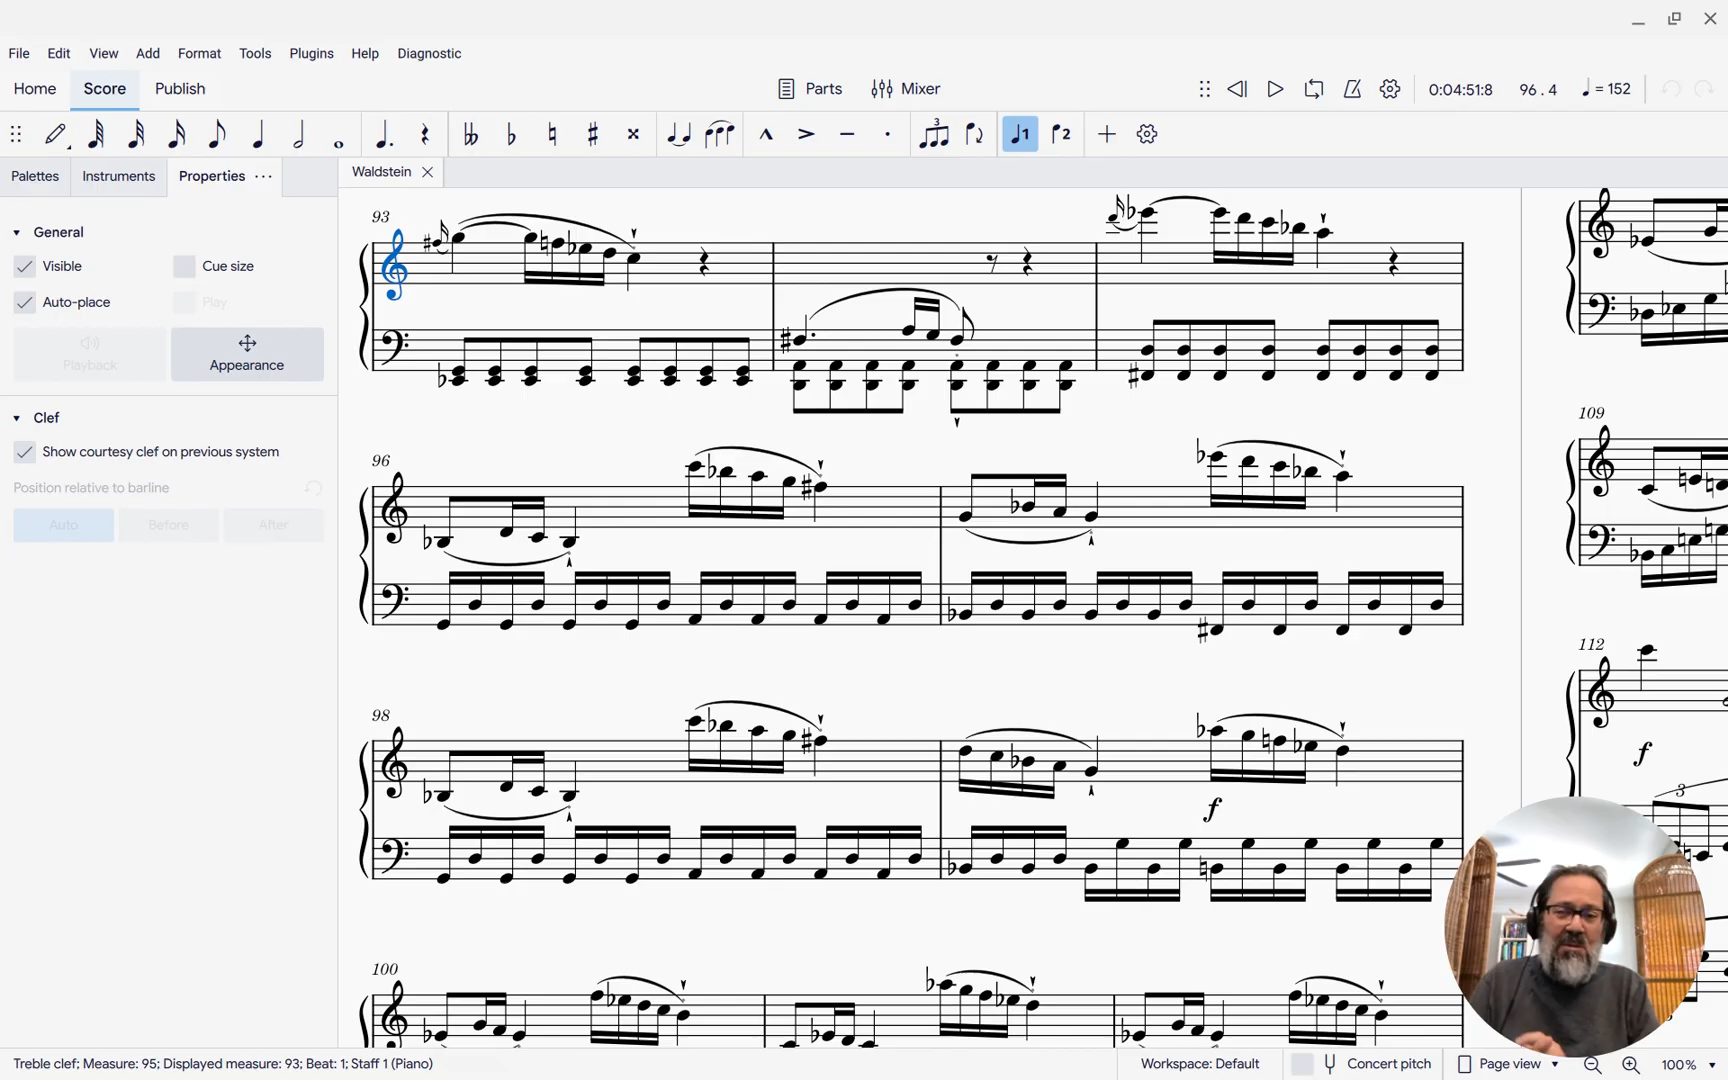 File Edit View Add Format Tools Plugins Help Diagnostic
Home Score Publish Parts Mixer 0:04:51:8 96 . 4 = 152
3 1 2
Palettes Instruments Properties ··· Waldstein
General
Visible Cue size
Auto-place Play
Playback Appearance
Clef
Show courtesy clef on previous system
Position relative to barline
Auto Before After
93
96
98
f
100
109
112
f
3
Treble clef; Measure: 95; Displayed measure: 93; Beat: 1; Staff 1 (Piano) Workspace: Default Concert pitch Page view 100%